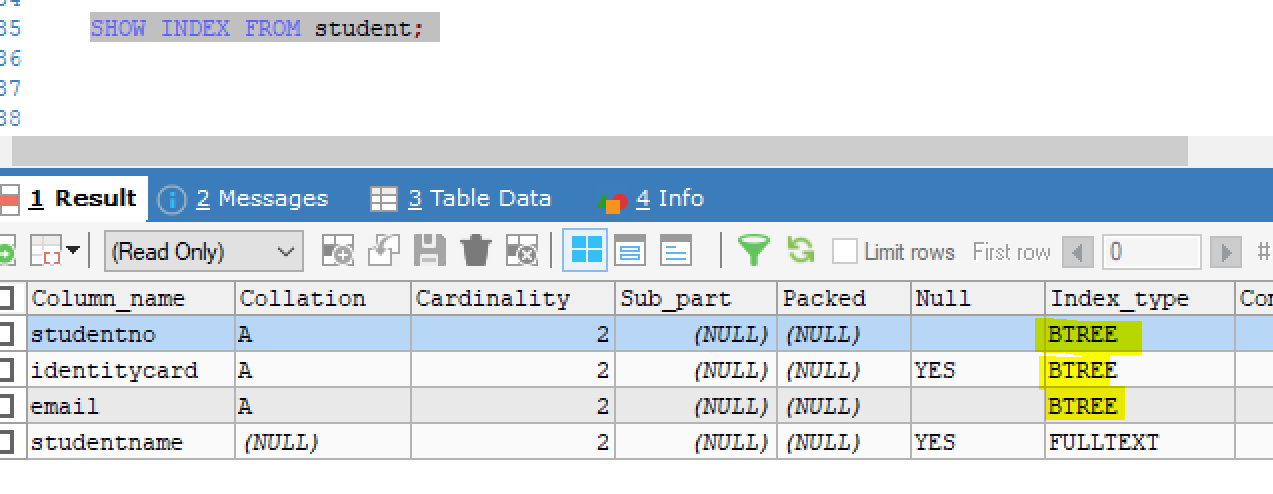 35 SHOW INDEX FROM student;
36
37
38
1 Result 2 Messages 3 Table Data 4 Info
(Read Only) Limit rows First row 0 #
Column_name Collation Cardinality Sub_part Packed Null Index_type
studentno A 2 (NULL) (NULL) BTREE
identitycard A 2 (NULL) (NULL) YES BTREE
email A 2 (NULL) (NULL) BTREE
studentname (NULL) 2 (NULL) (NULL) YES FULLTEXT